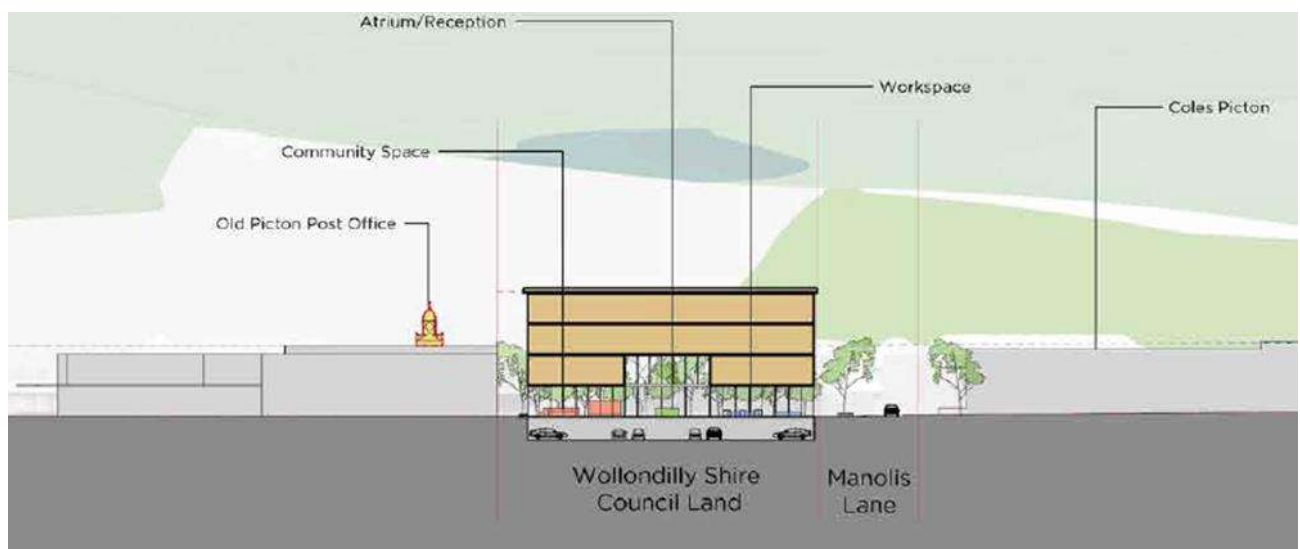 Atrium/Reception
Workspace
Coles Picton
Community Space
Old Picton Post Office
Wollondilly Shire
Council Land
Manolis
Lane